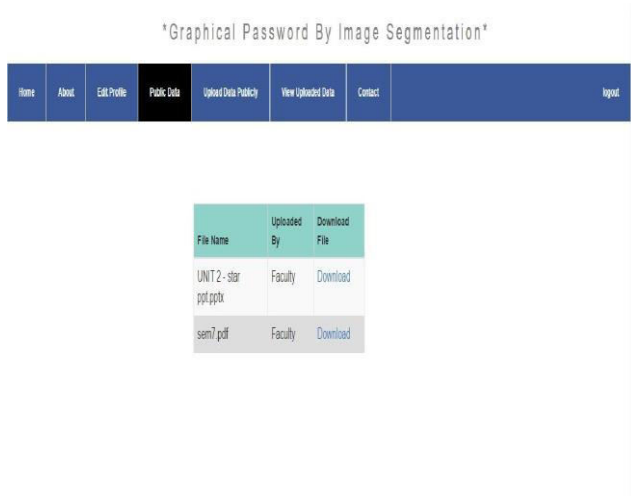 *Graphical Password By Image Segmentation*
Home About Edit Profile Public Data Upload Data Publicly View Uploaded Data Contact logout
File Name Uploaded By Download File
UNIT 2 - star ppt.pptx Faculty Download
sem7.pdf Faculty Download